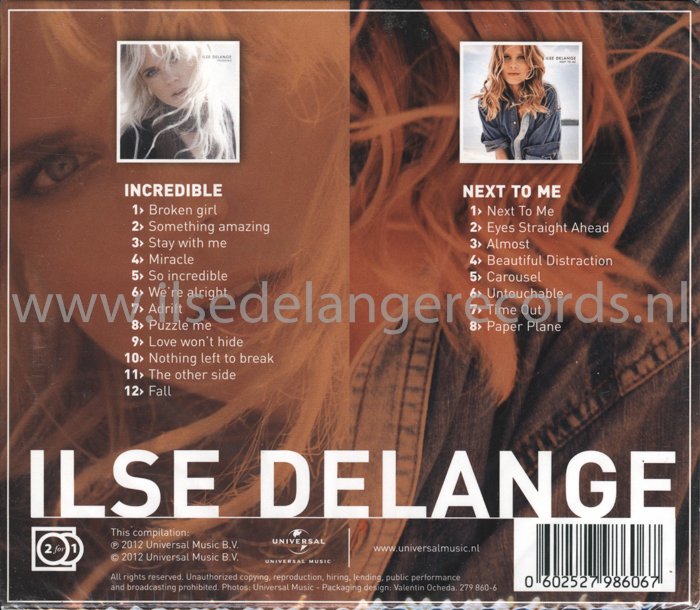 ILSE DELANGE
INCREDIBLE
1› Broken girl
2› Something amazing
3› Stay with me
4› Miracle
5› So incredible
6› We're alright
7› Adrift
8› Puzzle me
9› Love won't hide
10› Nothing left to break
11› The other side
12› Fall
ILSE DELANGE
NEXT TO ME
NEXT TO ME
1› Next To Me
2› Eyes Straight Ahead
3› Almost
4› Beautiful Distraction
5› Carousel
6› Untouchable
7› Time Out
8› Paper Plane
www.ilsedelangerecords.nl
ILSE DELANGE
2 for 1
This compilation:
℗ 2012 Universal Music B.V.
© 2012 Universal Music B.V.
UNIVERSAL
UNIVERSAL MUSIC
www.universalmusic.nl
All rights reserved. Unauthorized copying, reproduction, hiring, lending, public performance
and broadcasting prohibited. Photos: Universal Music - Packaging design: Valentin Ocheda. 279 860-6
0 602527 986067